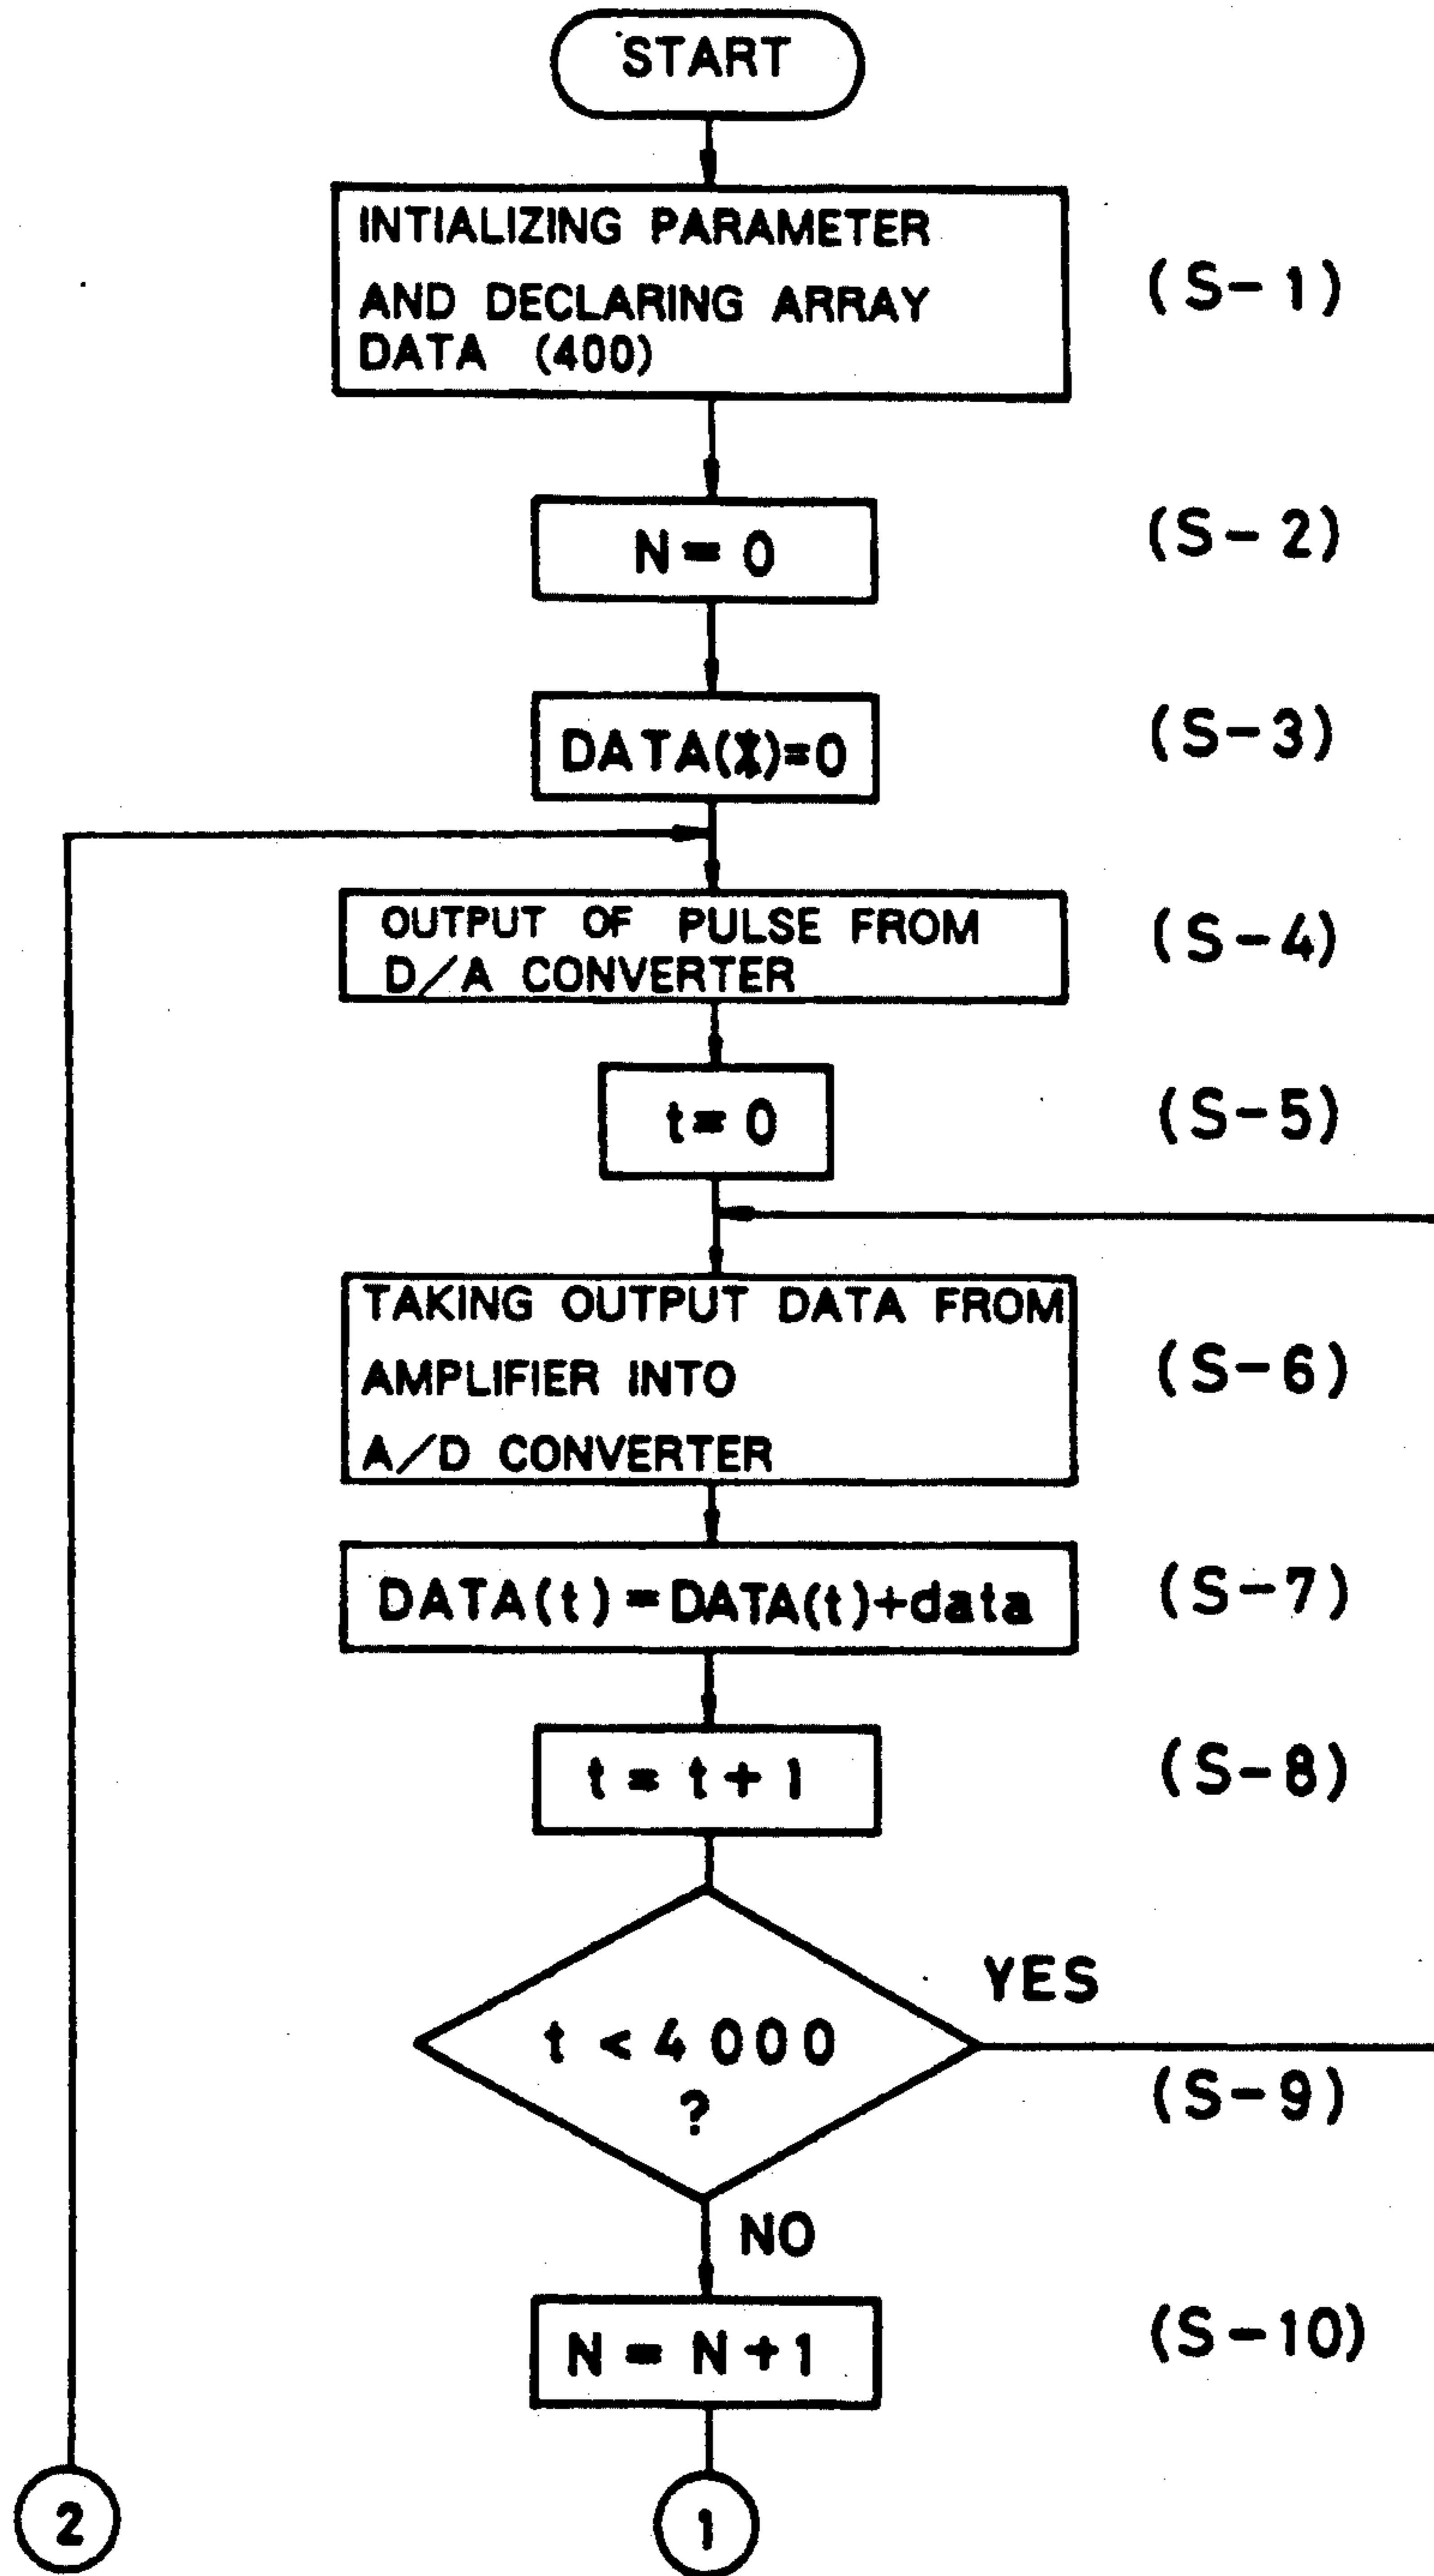 START
INTIALIZING PARAMETER
AND DECLARING ARRAY
DATA (400)
(S-1)
N = 0
(S-2)
DATA(*)=0
(S-3)
OUTPUT OF PULSE FROM
D/A CONVERTER
(S-4)
t = 0
(S-5)
TAKING OUTPUT DATA FROM
AMPLIFIER INTO
A/D CONVERTER
(S-6)
DATA(t) = DATA(t)+data
(S-7)
t = t + 1
(S-8)
t < 4000
?
YES
(S-9)
NO
N = N + 1
(S-10)
2
1